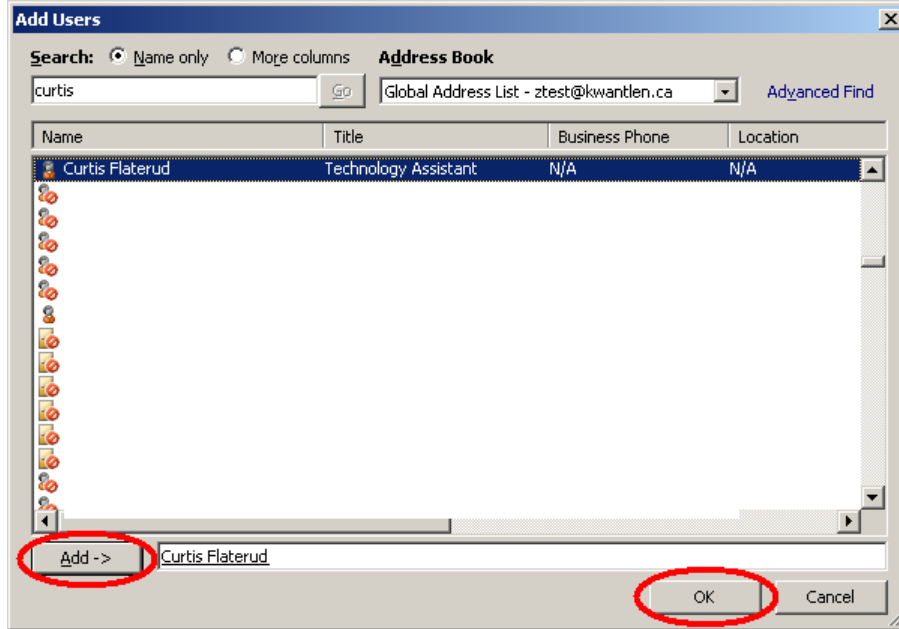 Add Users
Search: Name only More columns Address Book
curtis Go Global Address List - ztest@kwantlen.ca Advanced Find
Name Title Business Phone Location
Curtis Flaterud Technology Assistant N/A N/A
Add -> Curtis Flaterud
OK Cancel